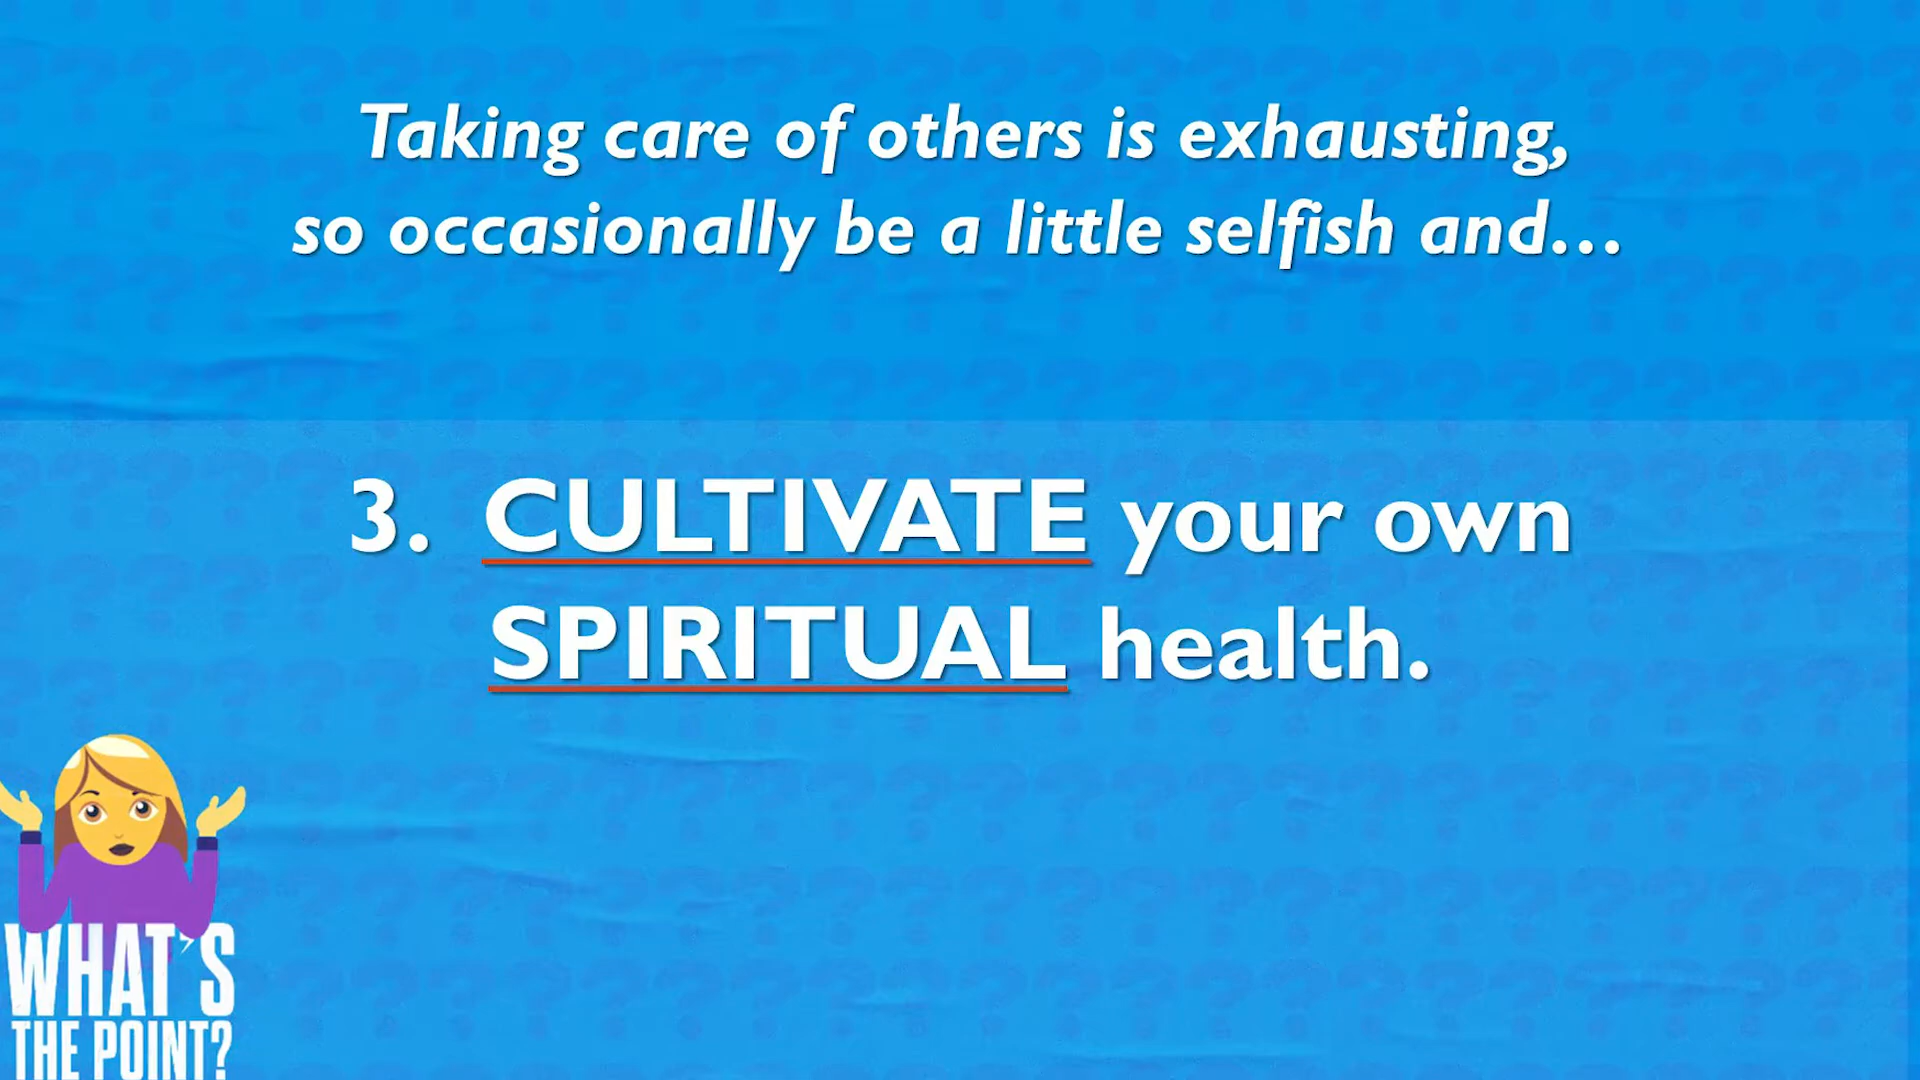 Taking care of others is exhausting,
so occasionally be a little selfish and…
3. CULTIVATE your own
SPIRITUAL health.
WHAT'S
THE POINT?